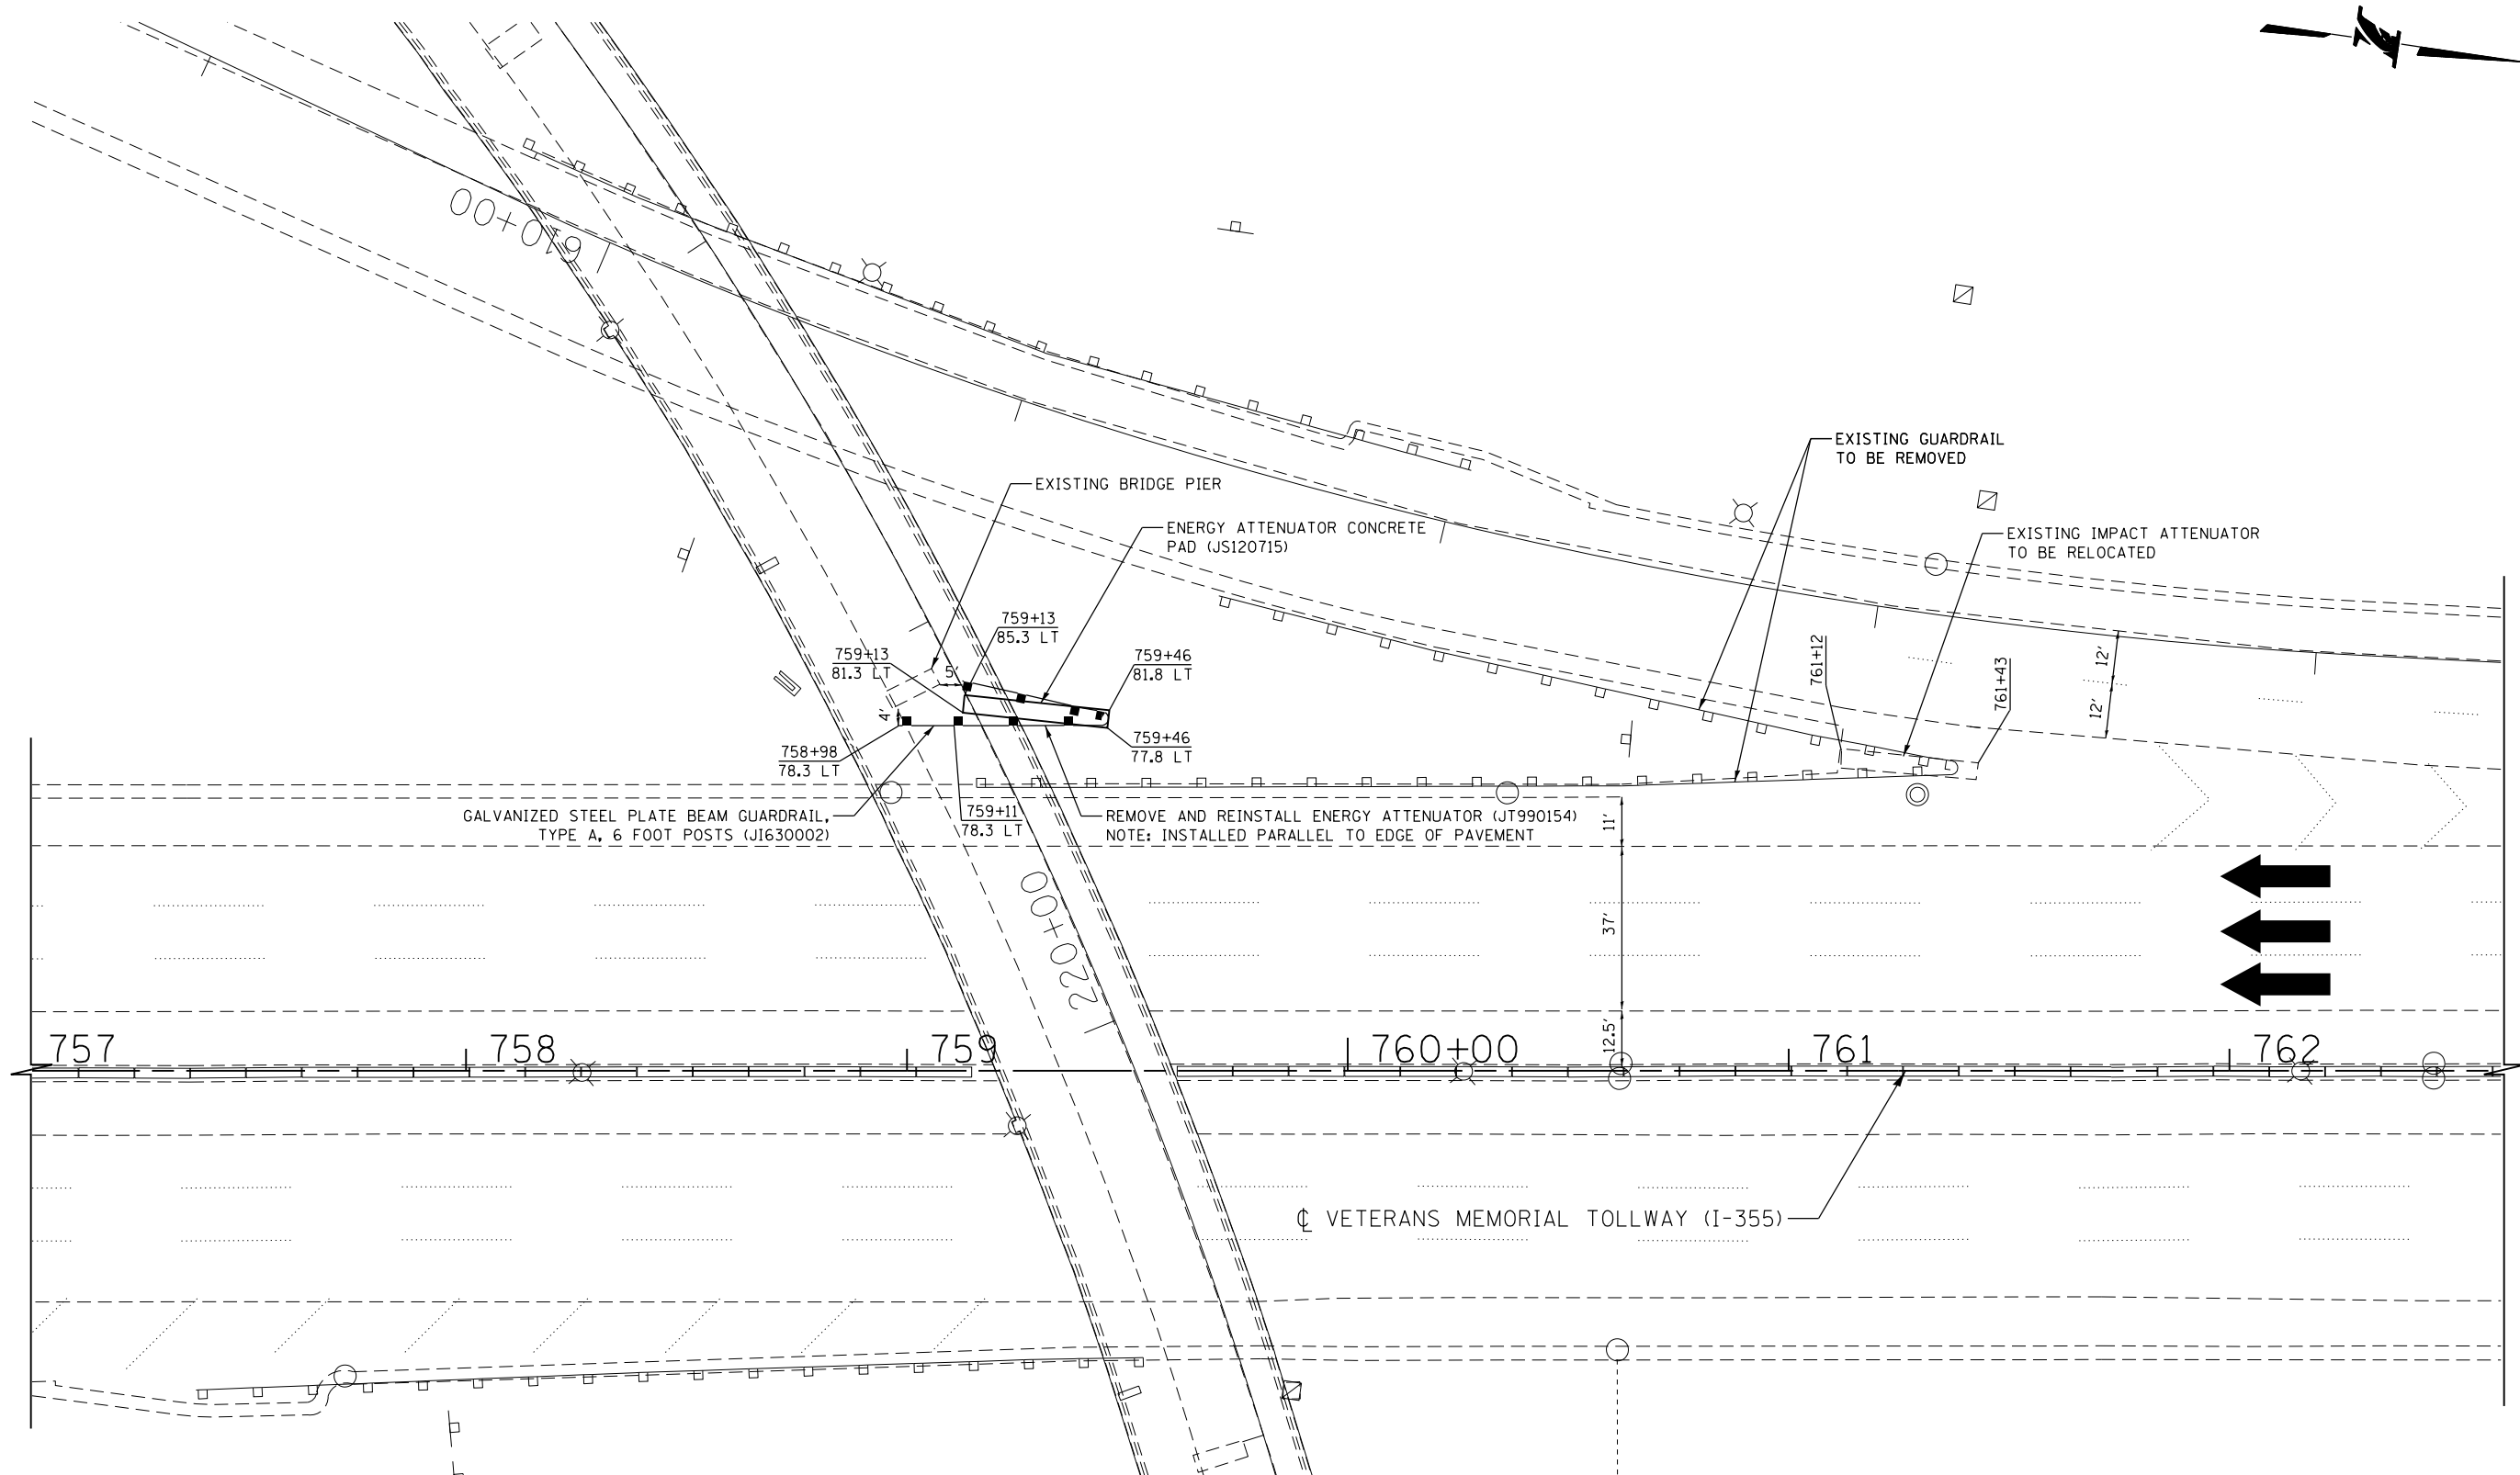 N
670+00
EXISTING GUARDRAIL
TO BE REMOVED
EXISTING BRIDGE PIER
ENERGY ATTENUATOR CONCRETE
PAD (JS120715)
EXISTING IMPACT ATTENUATOR
TO BE RELOCATED
759+13
85.3 LT
759+13
81.3 LT
5'
759+46
81.8 LT
761+12
761+43
12'
12'
4'
758+98
78.3 LT
759+46
77.8 LT
GALVANIZED STEEL PLATE BEAM GUARDRAIL,
TYPE A, 6 FOOT POSTS (JI630002)
759+11
78.3 LT
REMOVE AND REINSTALL ENERGY ATTENUATOR (JT990154)
NOTE: INSTALLED PARALLEL TO EDGE OF PAVEMENT
11'
220+00
37'
12.5'
757
758
759
760+00
761
762
℄ VETERANS MEMORIAL TOLLWAY (I-355)